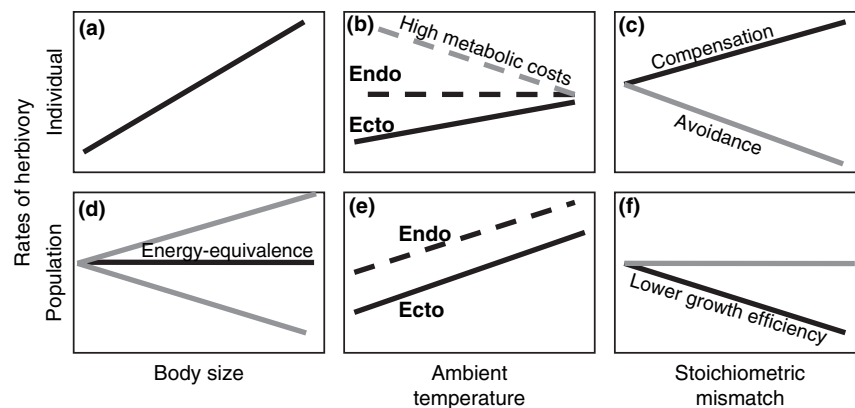 Rates of herbivory
Individual
Population
(a)
(b)
High metabolic costs
Endo
Ecto
(c)
Compensation
Avoidance
(d)
Energy-equivalence
(e)
Endo
Ecto
(f)
Lower growth efficiency
Body size
Ambient
temperature
Stoichiometric
mismatch